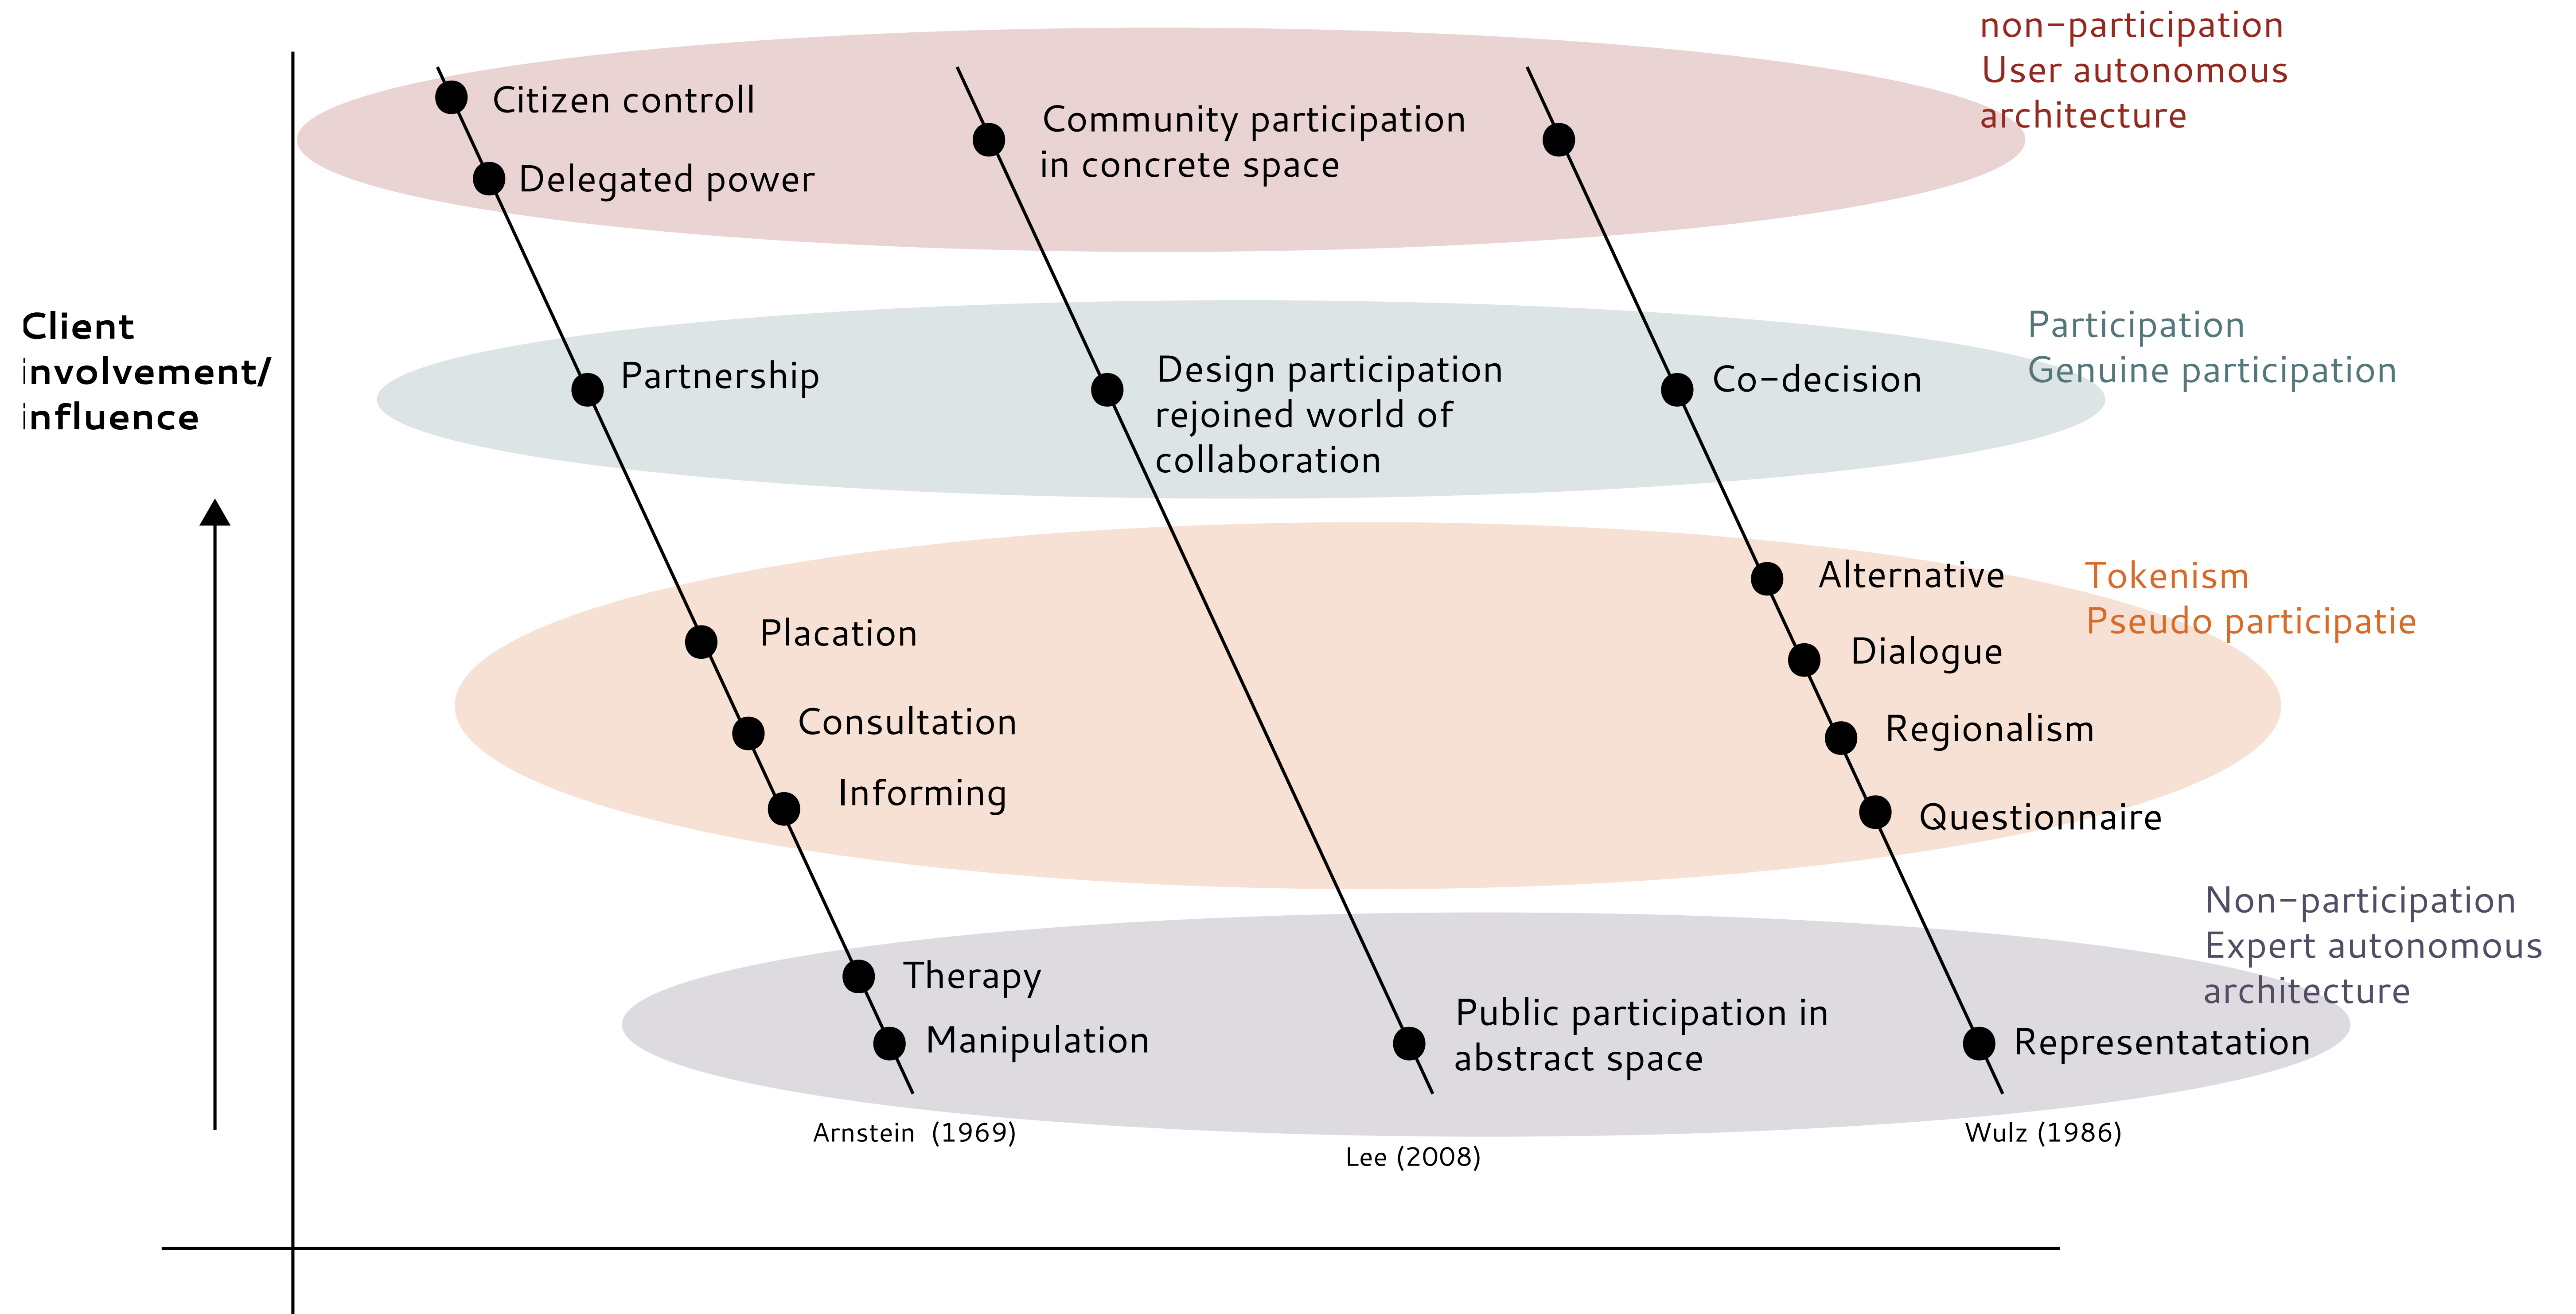 non-participation
User autonomous
architecture
Citizen controll
Community participation
in concrete space
Delegated power
Client
involvement/
influence
Partnership
Design participation
rejoined world of
collaboration
Co-decision
Participation
Genuine participation
Alternative
Tokenism
Pseudo participatie
Placation
Dialogue
Consultation
Regionalism
Informing
Questionnaire
Non-participation
Expert autonomous
architecture
Therapy
Manipulation
Public participation in
abstract space
Representatation
Arnstein (1969)
Lee (2008)
Wulz (1986)